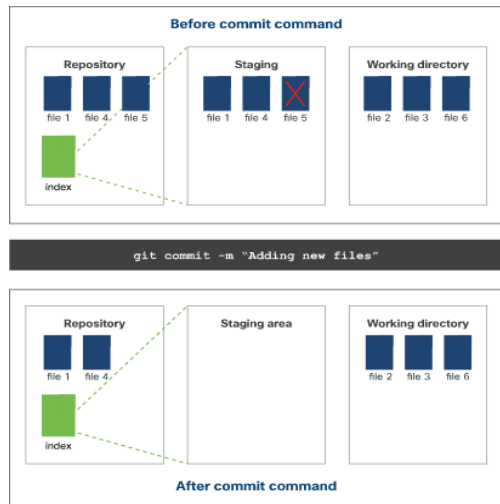 Before commit command
Repository
Staging
Working directory
file 1
file 4
file 5
file 1
file 4
file 5
file 2
file 3
file 6
index
git commit -m “Adding new files”
Repository
Staging area
Working directory
file 1
file 4
file 2
file 3
file 6
index
After commit command